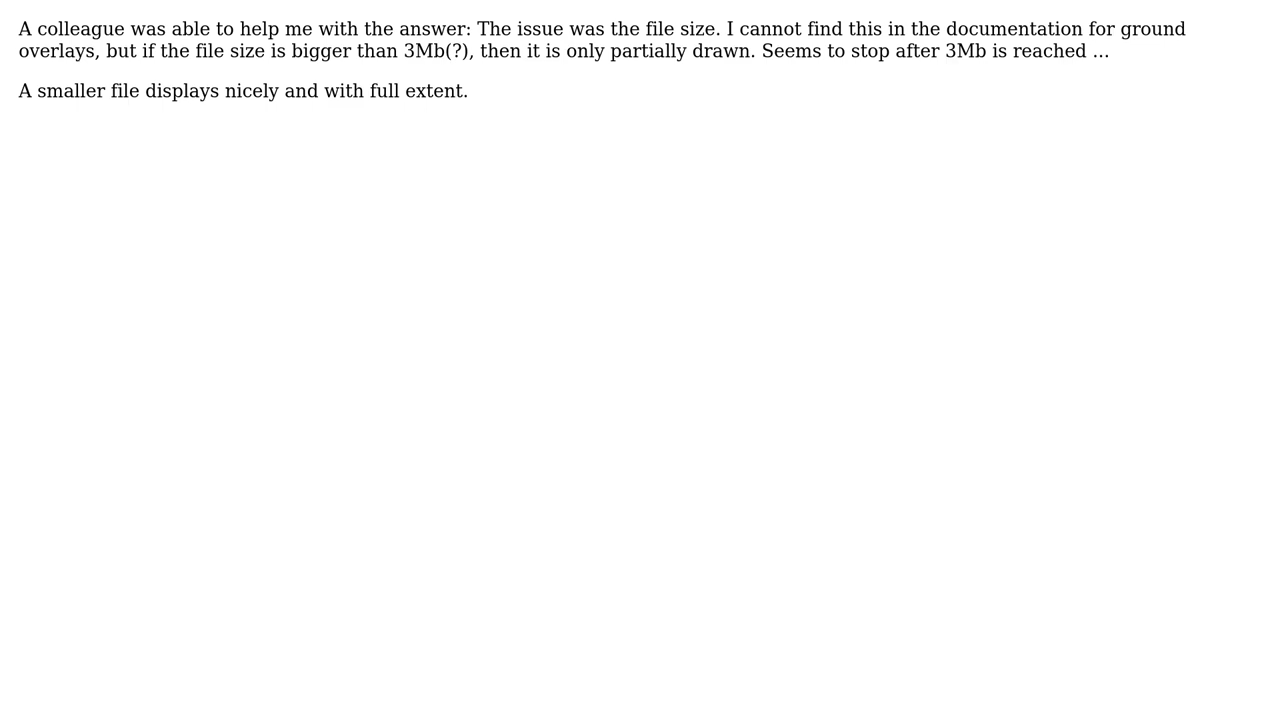 A colleague was able to help me with the answer: The issue was the file size. I cannot find this in the documentation for ground
overlays, but if the file size is bigger than 3Mb(?), then it is only partially drawn. Seems to stop after 3Mb is reached ...
A smaller file displays nicely and with full extent.